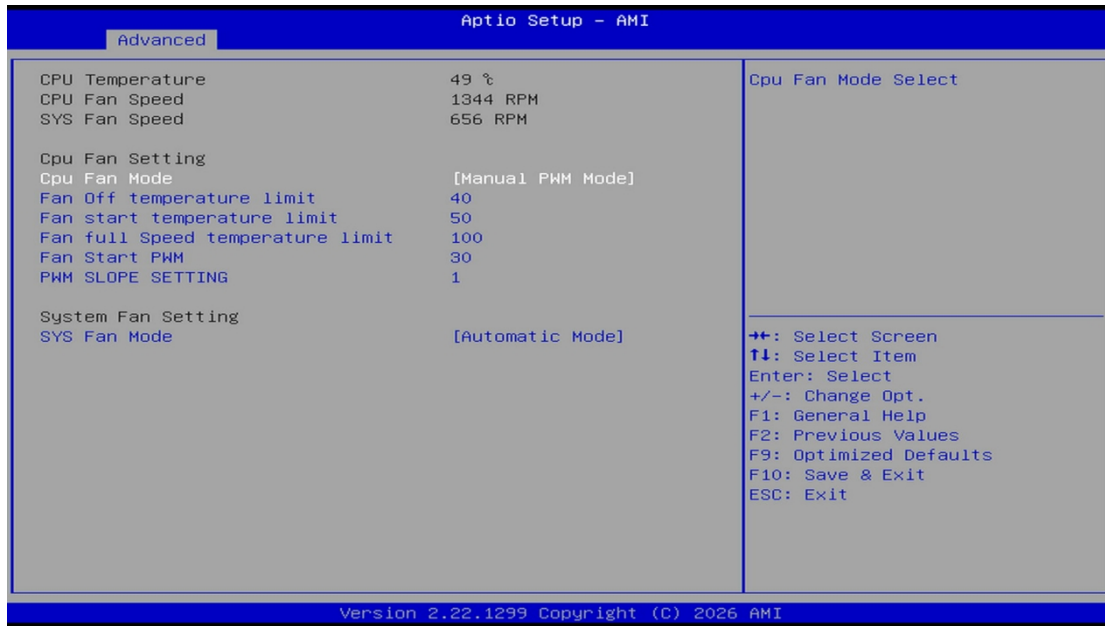 Aptio Setup – AMI
Advanced
CPU Temperature 49 ℃
CPU Fan Speed 1344 RPM
SYS Fan Speed 656 RPM
Cpu Fan Setting
Cpu Fan Mode [Manual PWM Mode]
Fan Off temperature limit 40
Fan start temperature limit 50
Fan full Speed temperature limit 100
Fan Start PWM 30
PWM SLOPE SETTING 1
System Fan Setting
SYS Fan Mode [Automatic Mode]
Cpu Fan Mode Select
→←: Select Screen
↑↓: Select Item
Enter: Select
+/-: Change Opt.
F1: General Help
F2: Previous Values
F9: Optimized Defaults
F10: Save & Exit
ESC: Exit
Version 2.22.1299 Copyright (C) 2026 AMI